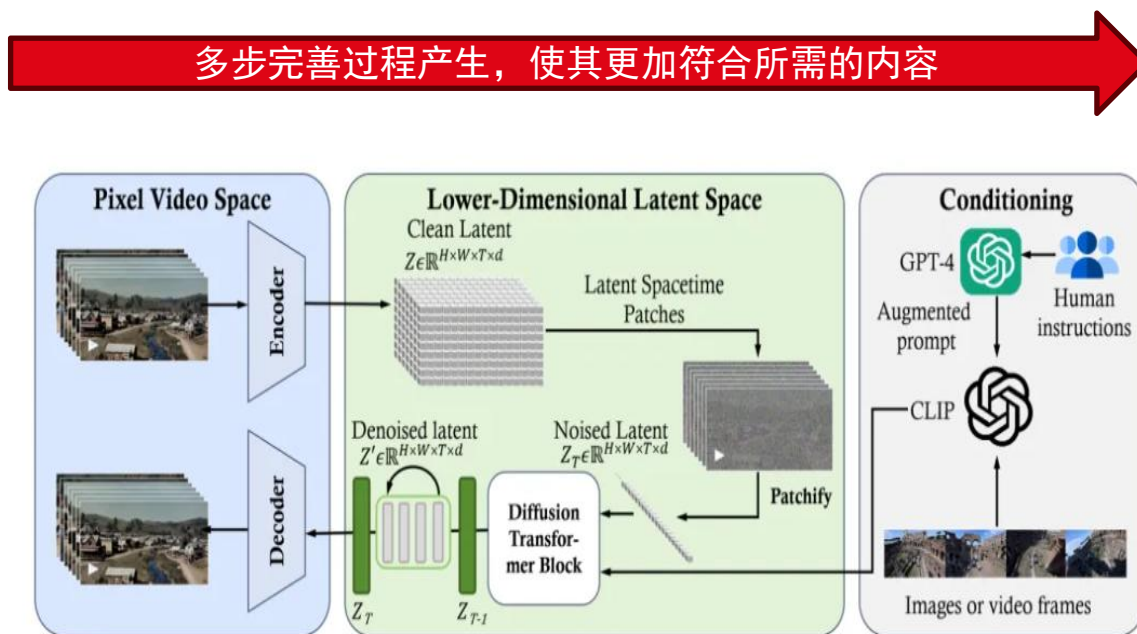 多步完善过程产生，使其更加符合所需的内容
Pixel Video Space
Encoder
Decoder
Lower-Dimensional Latent Space
Clean Latent
Z∈ℝ^{H×W×T×d}
Latent Spacetime
Patches
Denoised latent
Z'∈ℝ^{H×W×T×d}
Noised Latent
Z_T∈ℝ^{H×W×T×d}
Patchify
Diffusion
Transfor-
mer Block
Z_T
Z_{T-1}
Conditioning
GPT-4
Augmented
prompt
Human
instructions
CLIP
Images or video frames